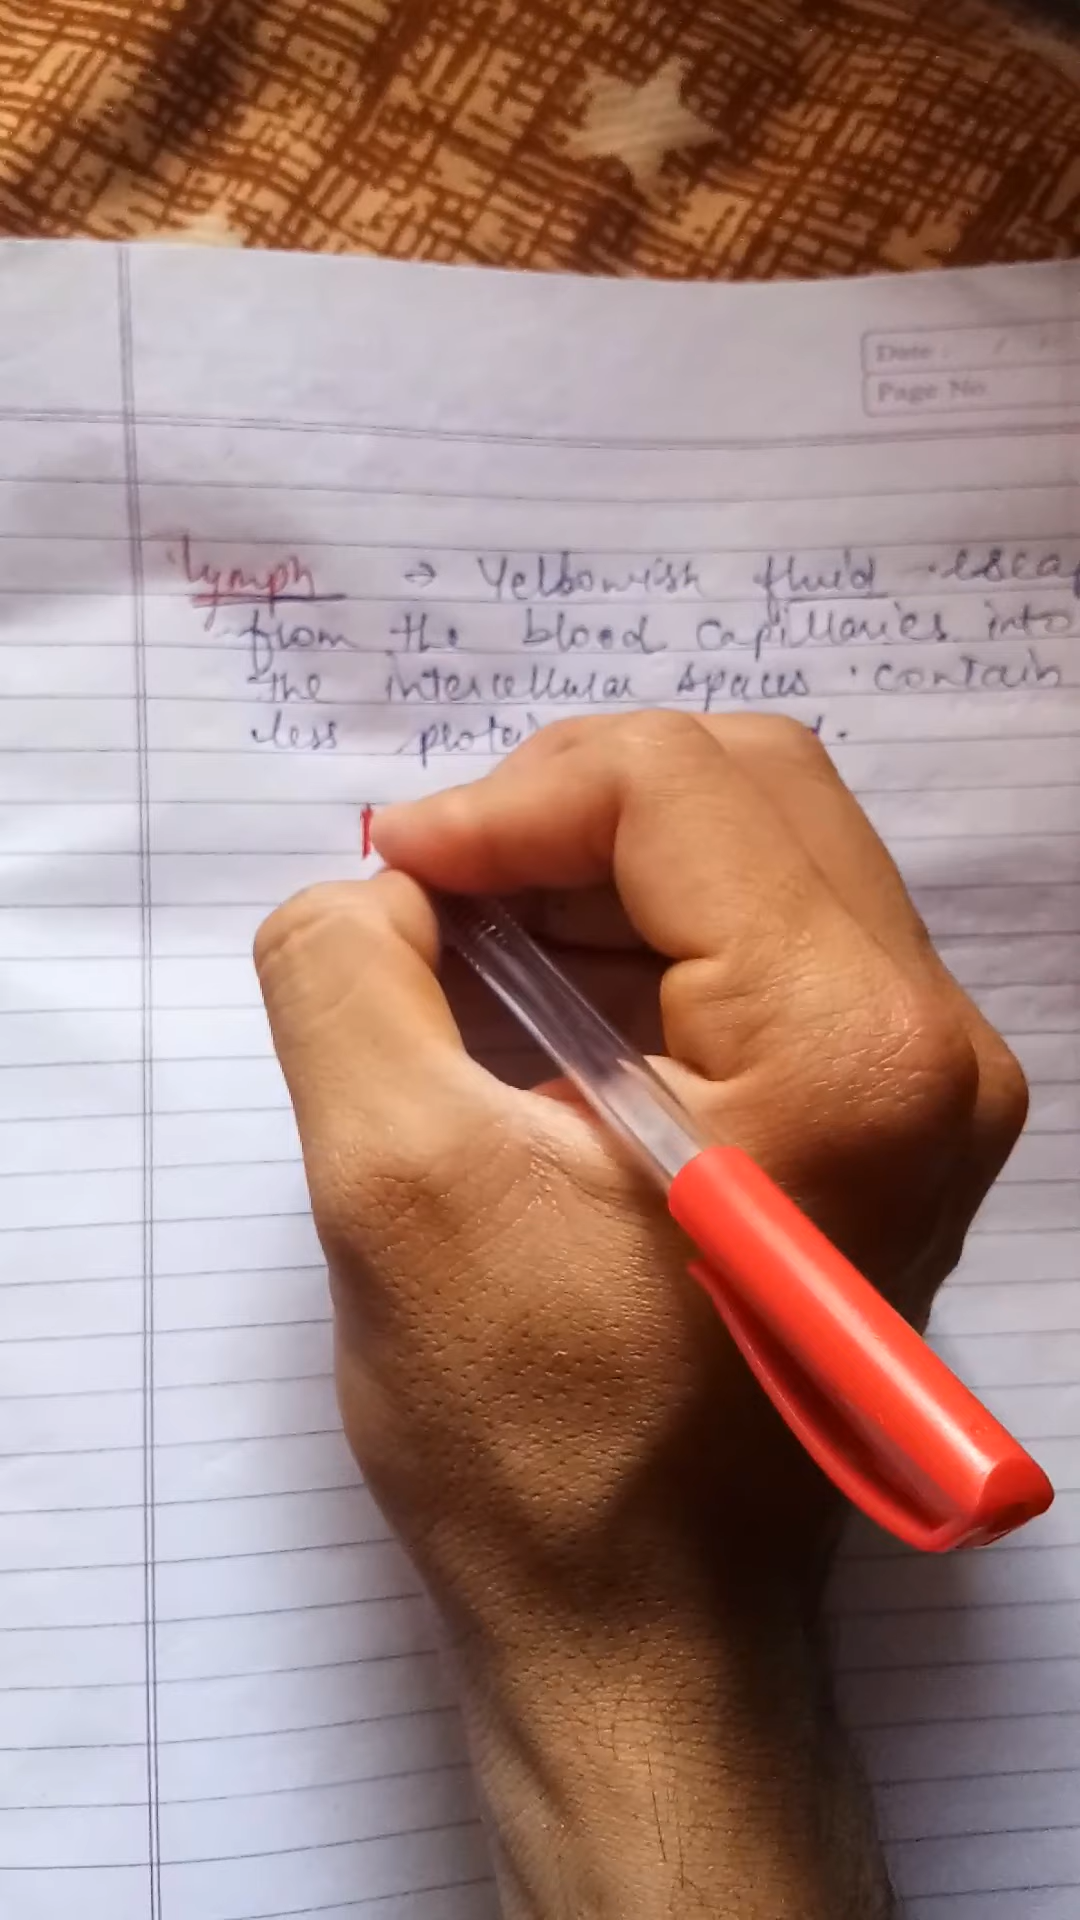 Date :
Page No
Lymph → Yellowish fluid
from the blood capillaries into
the intercellular spaces . contain
less